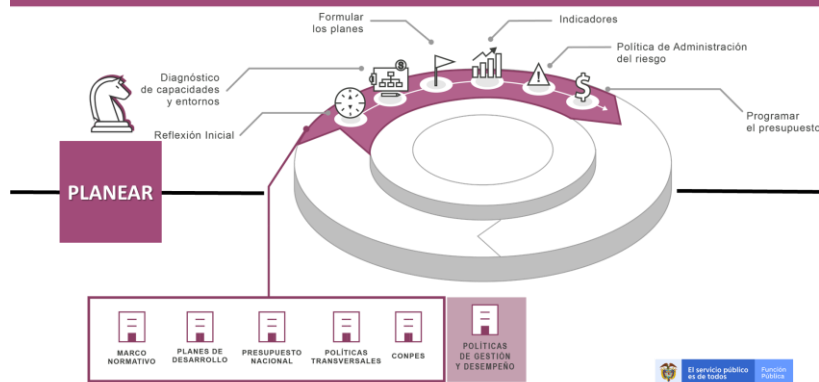 Formular
los planes
Indicadores
Política de Administración
del riesgo
Diagnóstico
de capacidades
y entornos
Reflexión Inicial
Programar
el presupuesto
PLANEAR
MARCO
NORMATIVO
PLANES DE
DESARROLLO
PRESUPUESTO
NACIONAL
POLÍTICAS
TRANSVERSALES
CONPES
POLÍTICAS
DE GESTIÓN
Y DESEMPEÑO
El servicio público
es de todos
Función
Pública